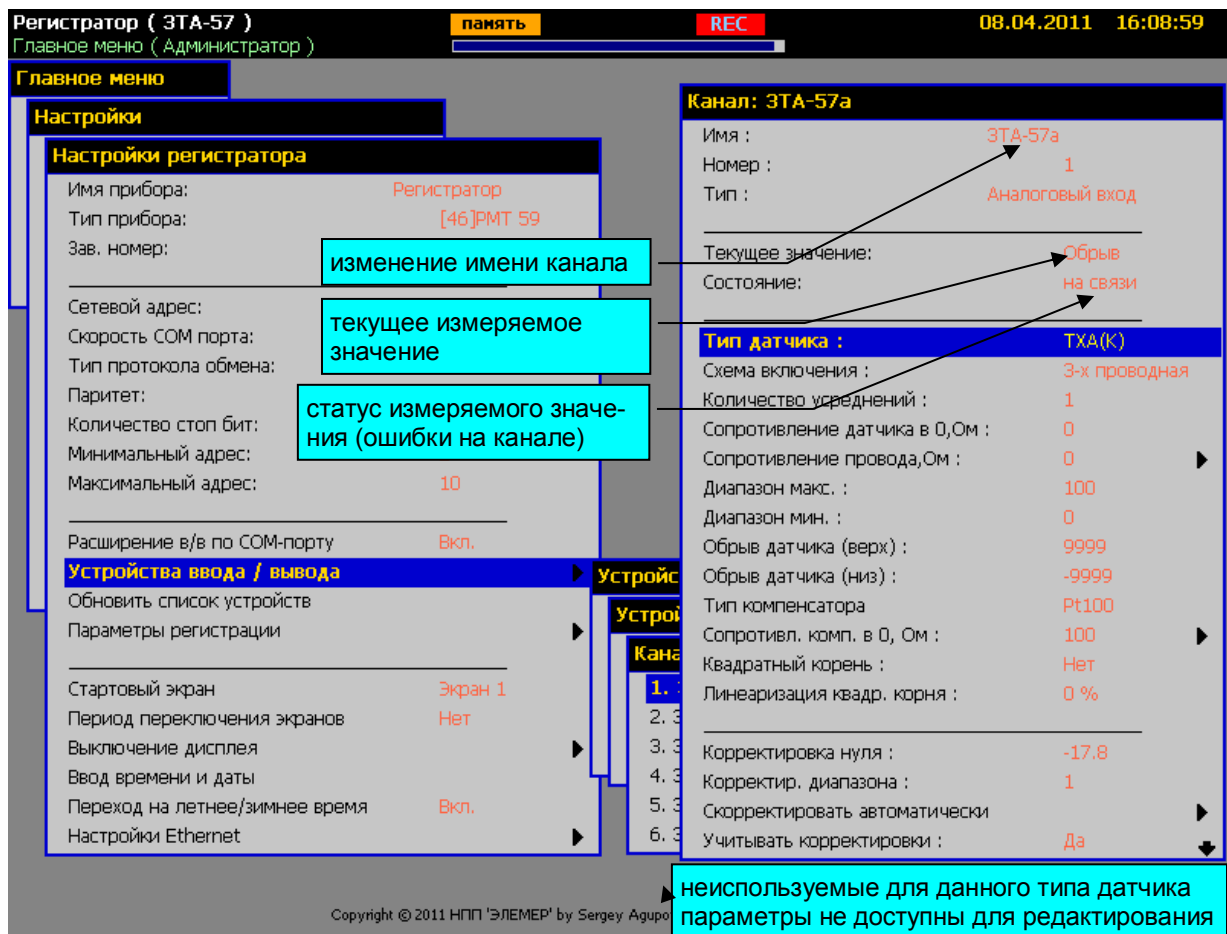 Регистратор ( ЗТА-57 )
память
REC
08.04.2011 16:08:59
Главное меню ( Администратор )
Главное меню
Настройки
Настройки регистратора
Имя прибора: Регистратор
Тип прибора: [46]РМТ 59
Зав. номер:
Сетевой адрес:
Скорость COM порта:
Тип протокола обмена:
Паритет:
Количество стоп бит:
Минимальный адрес:
Максимальный адрес: 10
Расширение в/в по COM-порту Вкл.
Устройства ввода / вывода
Обновить список устройств
Параметры регистрации
Стартовый экран Экран 1
Период переключения экранов Нет
Выключение дисплея
Ввод времени и даты
Переход на летнее/зимнее время Вкл.
Настройки Ethernet
изменение имени канала
текущее измеряемое
значение
статус измеряемого значе-
ния (ошибки на канале)
Устройс
Устрой
Кана
1.
2. З
3. З
4. З
5. З
6. З
Канал: ЗТА-57а
Имя : ЗТА-57а
Номер : 1
Тип : Аналоговый вход
Текущее значение: Обрыв
Состояние: на связи
Тип датчика : ТХА(К)
Схема включения : 3-х проводная
Количество усреднений : 1
Сопротивление датчика в 0,Ом : 0
Сопротивление провода,Ом : 0
Диапазон макс. : 100
Диапазон мин. : 0
Обрыв датчика (верх) : 9999
Обрыв датчика (низ) : -9999
Тип компенсатора Pt100
Сопротивл. комп. в 0, Ом : 100
Квадратный корень : Нет
Линеаризация квадр. корня : 0 %
Корректировка нуля : -17.8
Корректир. диапазона : 1
Скорректировать автоматически
Учитывать корректировки : Да
неиспользуемые для данного типа датчика
параметры не доступны для редактирования
Copyright © 2011 НПП 'ЭЛЕМЕР' by Sergey Agupo